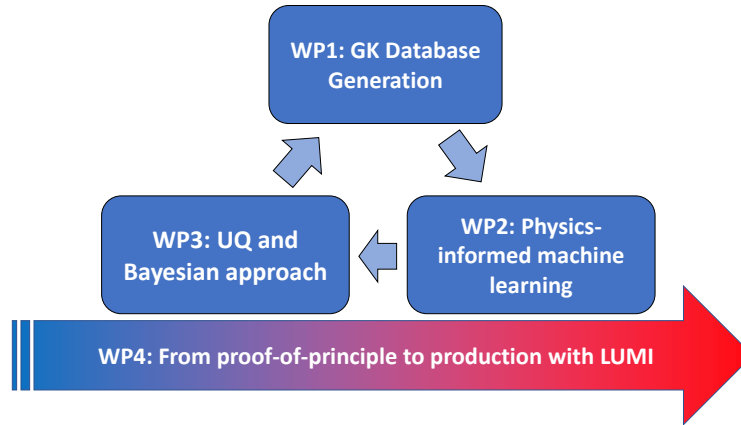 WP1: GK Database
Generation
WP3: UQ and
Bayesian approach
WP2: Physics-
informed machine
learning
WP4: From proof-of-principle to production with LUMI